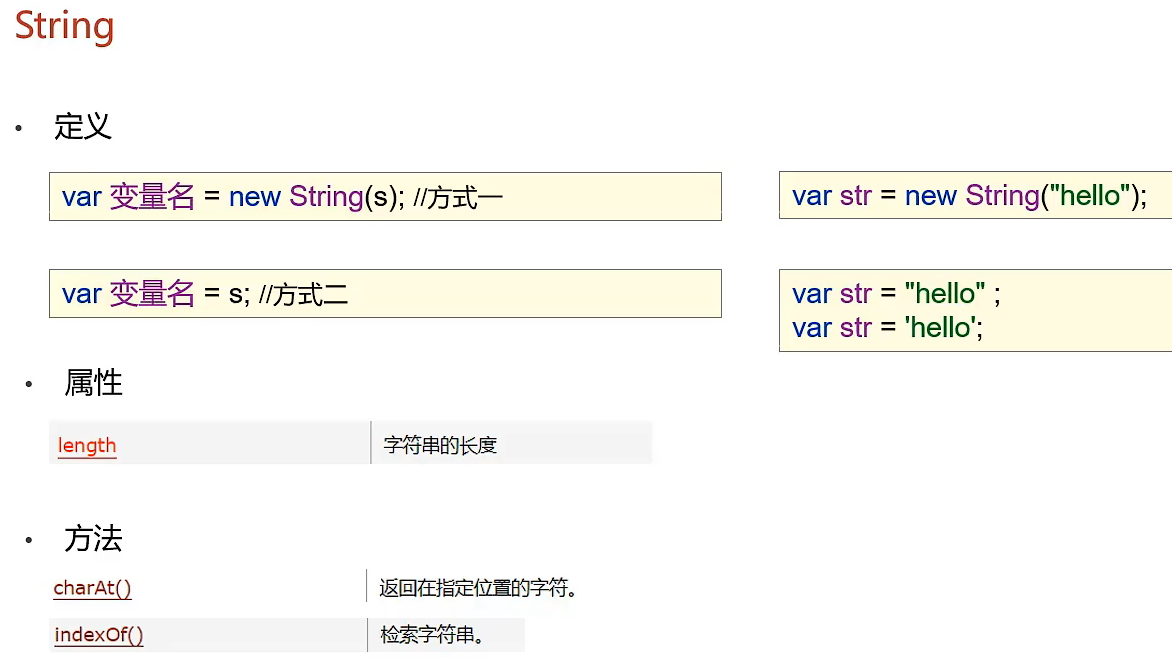 String
• 定义
var 变量名 = new String(s); //方式一
var str = new String("hello");
var 变量名 = s; //方式二
var str = "hello" ;
var str = 'hello';
• 属性
length 字符串的长度
• 方法
charAt() 返回在指定位置的字符。
indexOf() 检索字符串。